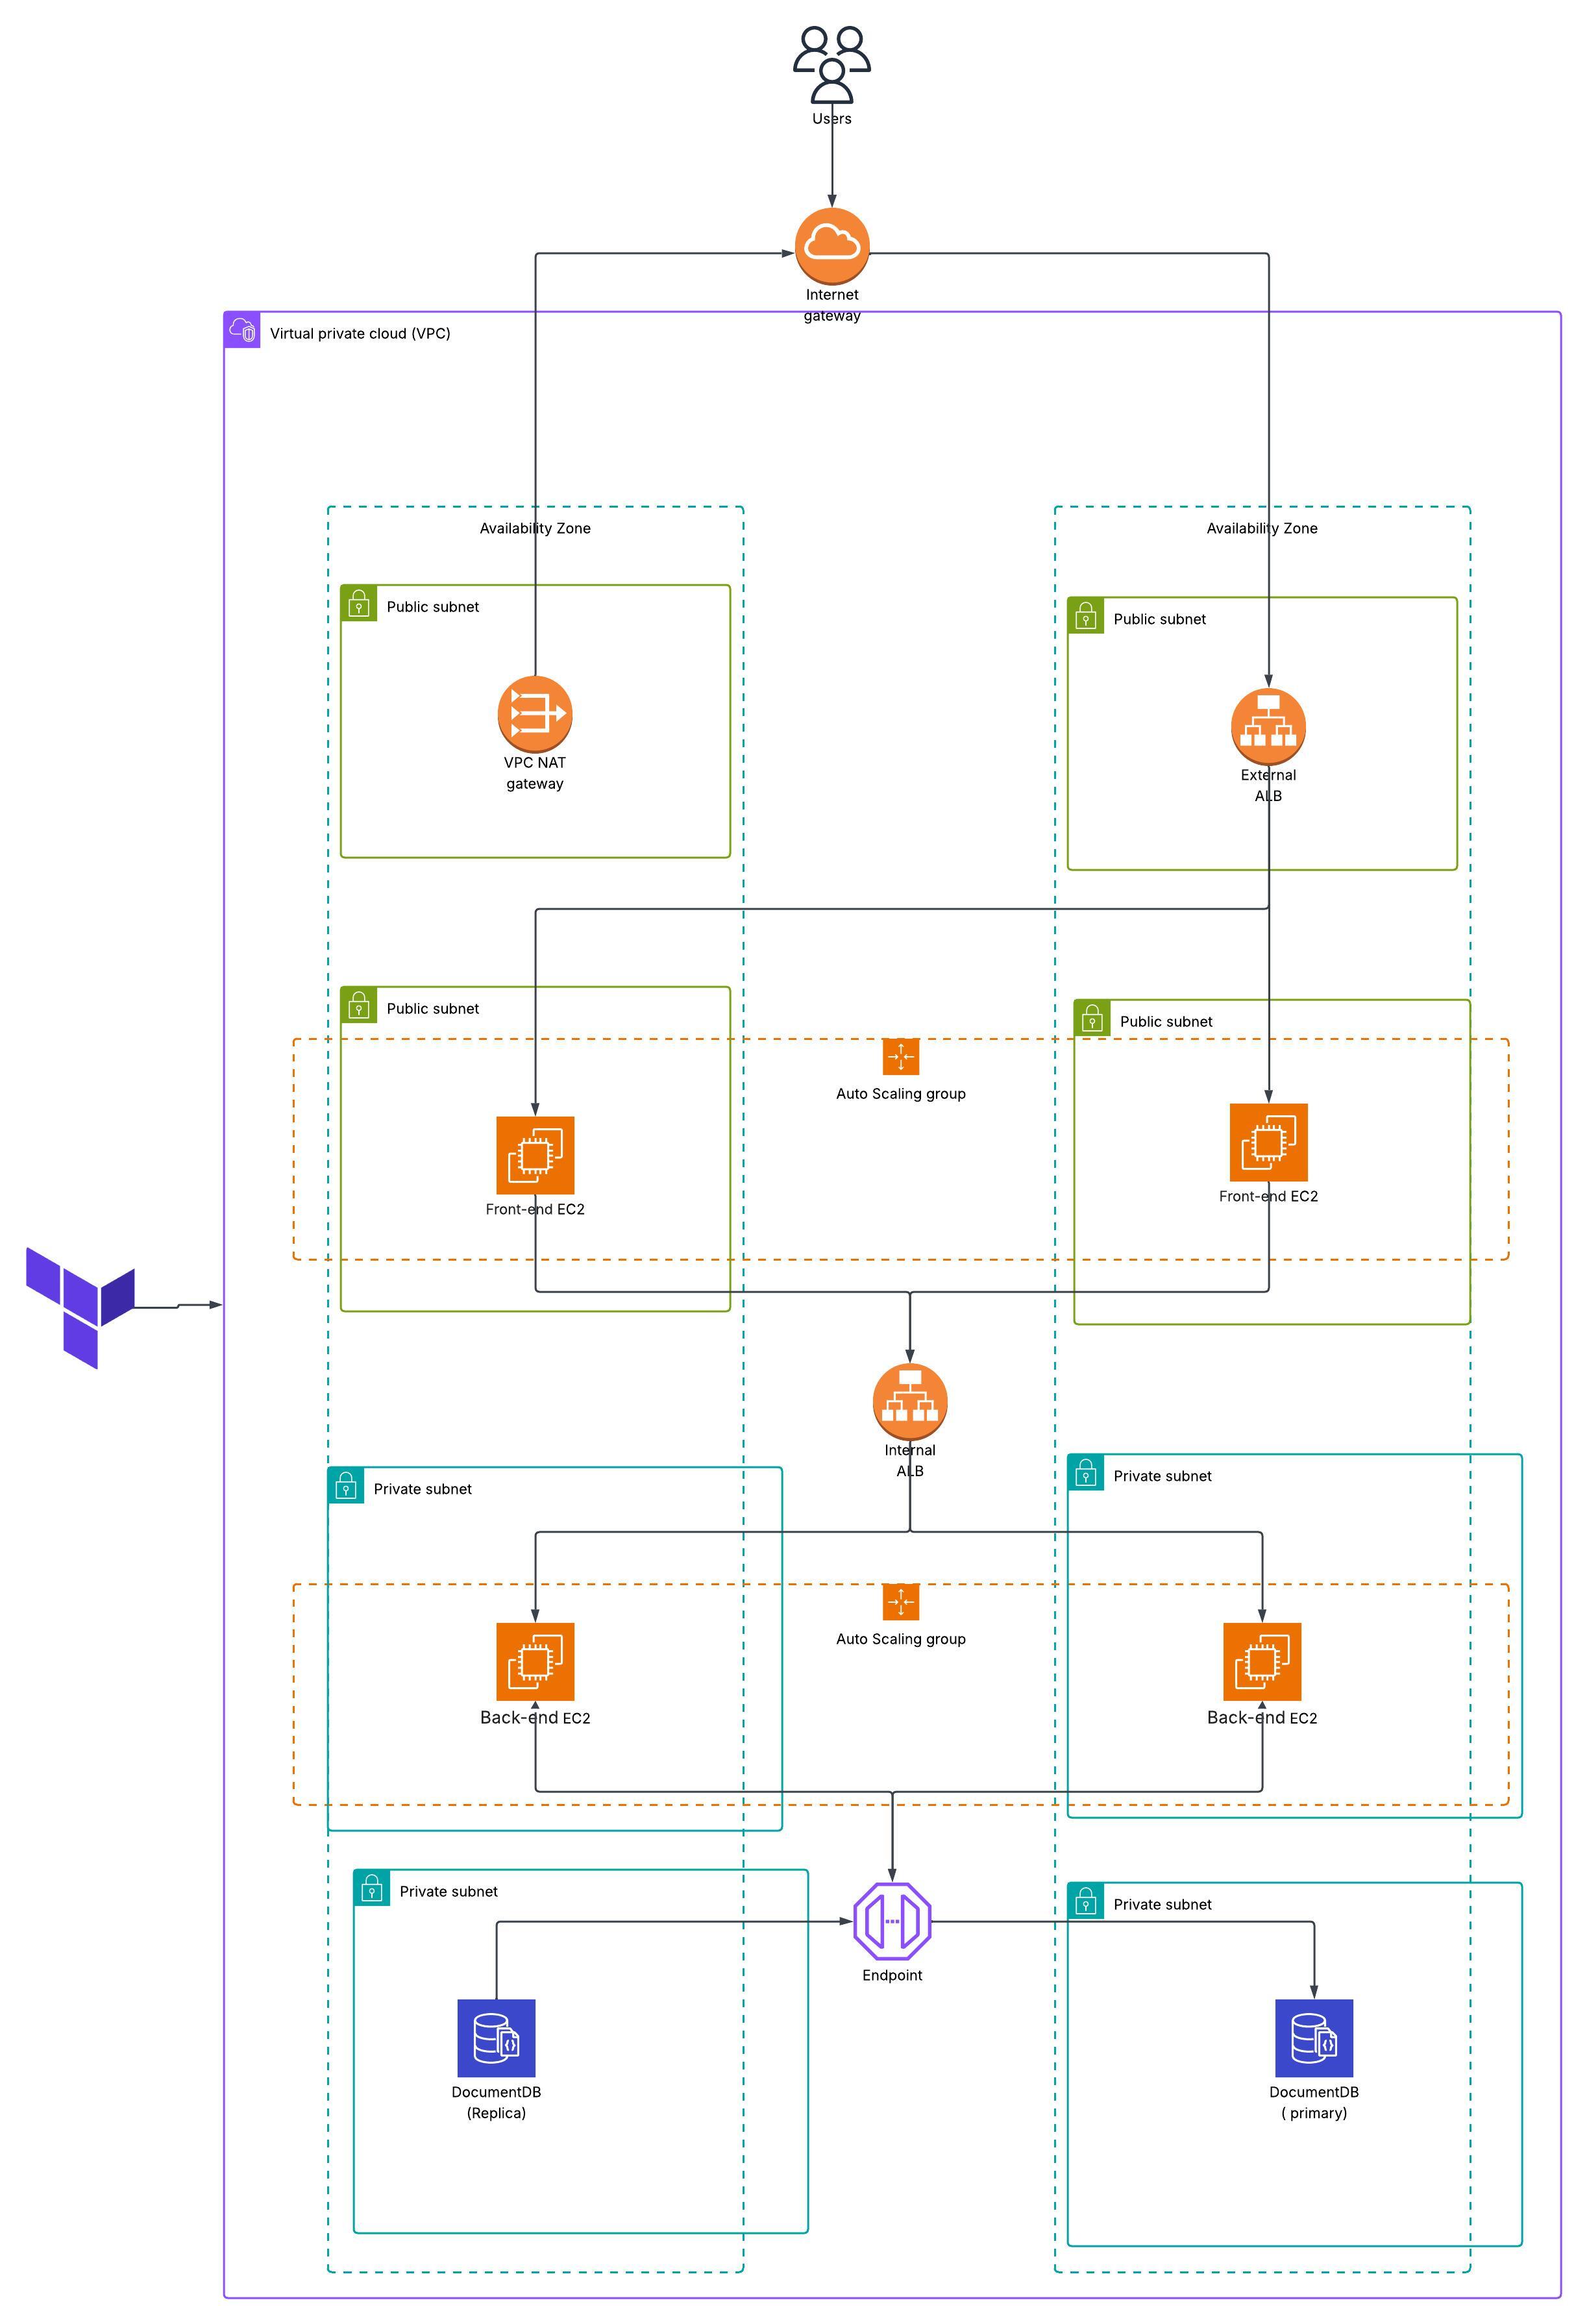 Users
Internet
gateway
Virtual private cloud (VPC)
Availability Zone
Availability Zone
Public subnet
Public subnet
VPC NAT
gateway
External
ALB
Public subnet
Public subnet
Auto Scaling group
Front-end EC2
Front-end EC2
Internal
ALB
Private subnet
Private subnet
Auto Scaling group
Back-end EC2
Back-end EC2
Private subnet
Private subnet
Endpoint
DocumentDB
(Replica)
DocumentDB
( primary)